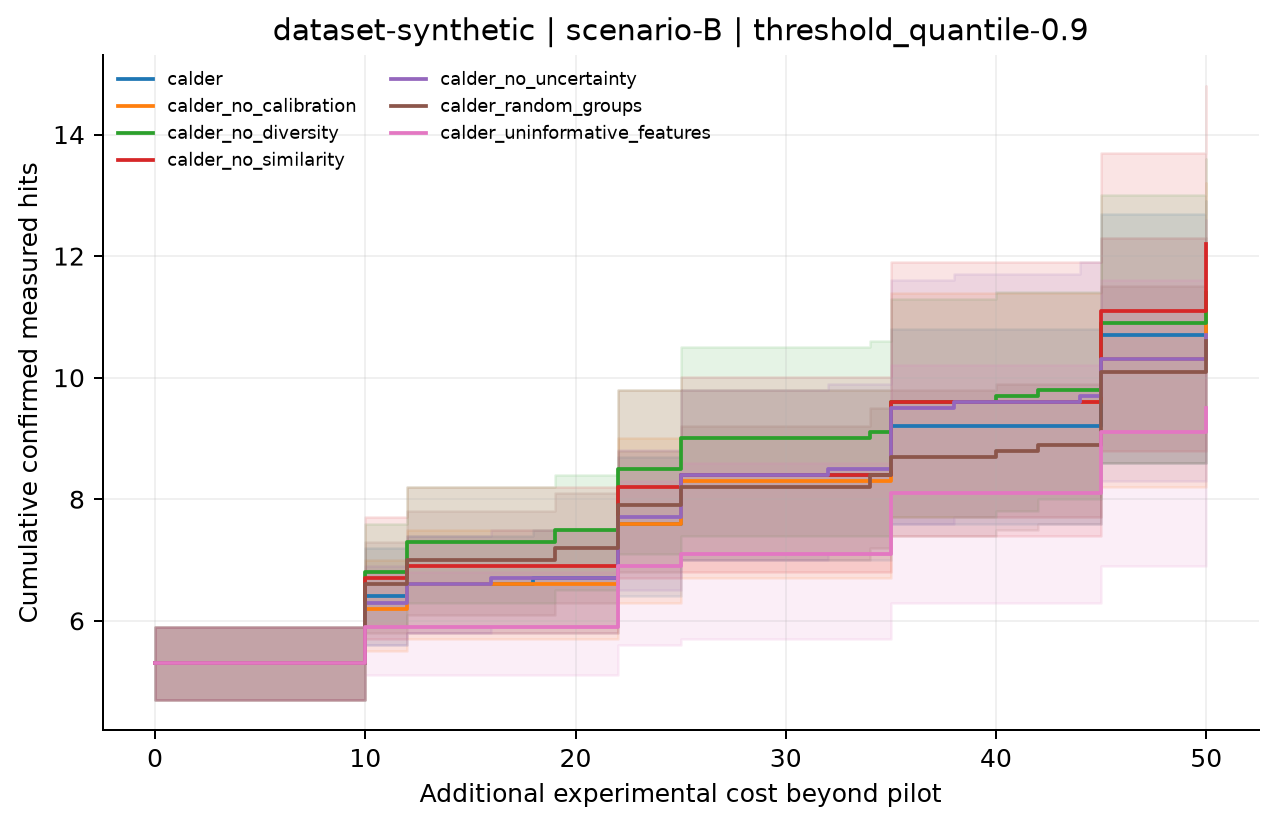 dataset-synthetic | scenario-B | threshold_quantile-0.9
calder
calder_no_calibration
calder_no_diversity
calder_no_similarity
calder_no_uncertainty
calder_random_groups
calder_uninformative_features
Cumulative confirmed measured hits
14
12
10
8
6
0 10 20 30 40 50
Additional experimental cost beyond pilot